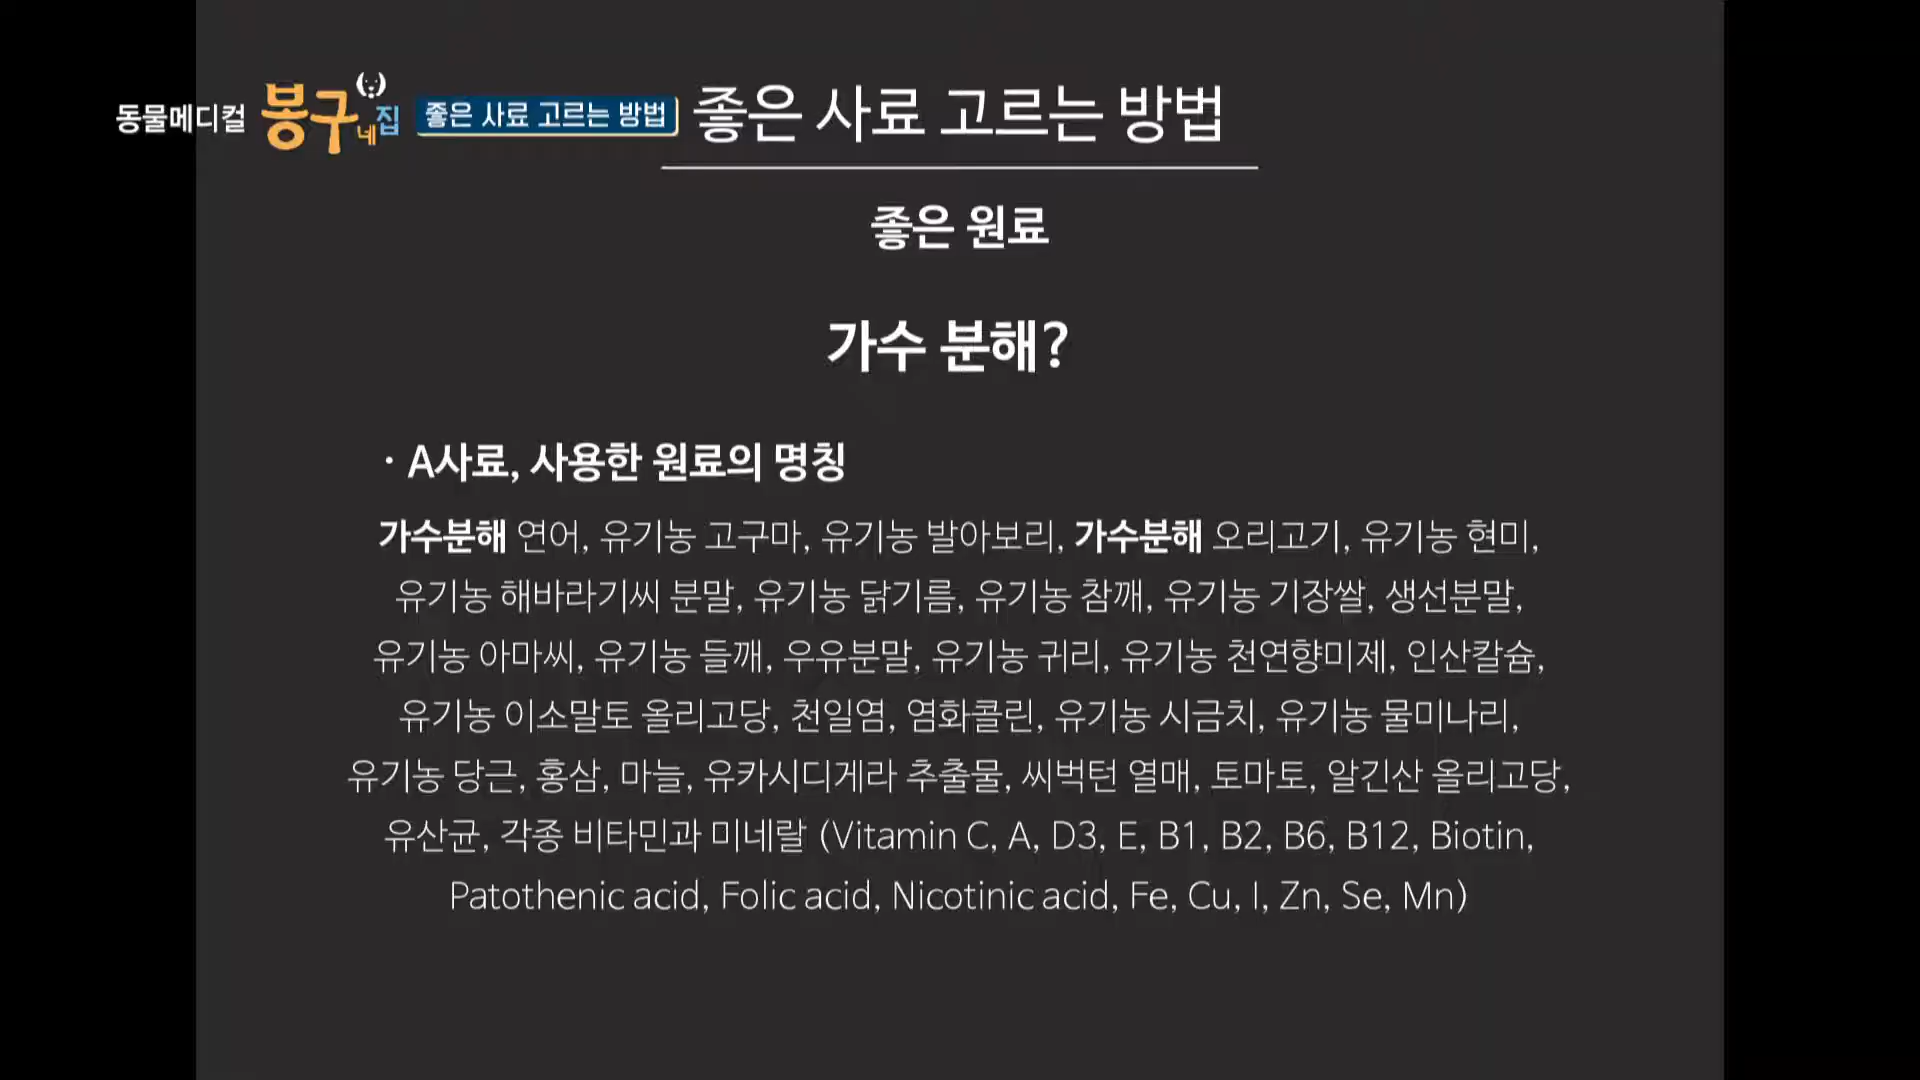 동물메디컬 봉구네집 좋은 사료 고르는 방법 좋은 사료 고르는 방법
좋은 원료
가수 분해?
· A사료, 사용한 원료의 명칭
가수분해 연어, 유기농 고구마, 유기농 발아보리, 가수분해 오리고기, 유기농 현미,
유기농 해바라기씨 분말, 유기농 닭기름, 유기농 참깨, 유기농 기장쌀, 생선분말,
유기농 아마씨, 유기농 들깨, 우유분말, 유기농 귀리, 유기농 천연향미제, 인산칼슘,
유기농 이소말토 올리고당, 천일염, 염화콜린, 유기농 시금치, 유기농 물미나리,
유기농 당근, 홍삼, 마늘, 유카시디게라 추출물, 씨벅턴 열매, 토마토, 알긴산 올리고당,
유산균, 각종 비타민과 미네랄 (Vitamin C, A, D3, E, B1, B2, B6, B12, Biotin,
Patothenic acid, Folic acid, Nicotinic acid, Fe, Cu, I, Zn, Se, Mn)